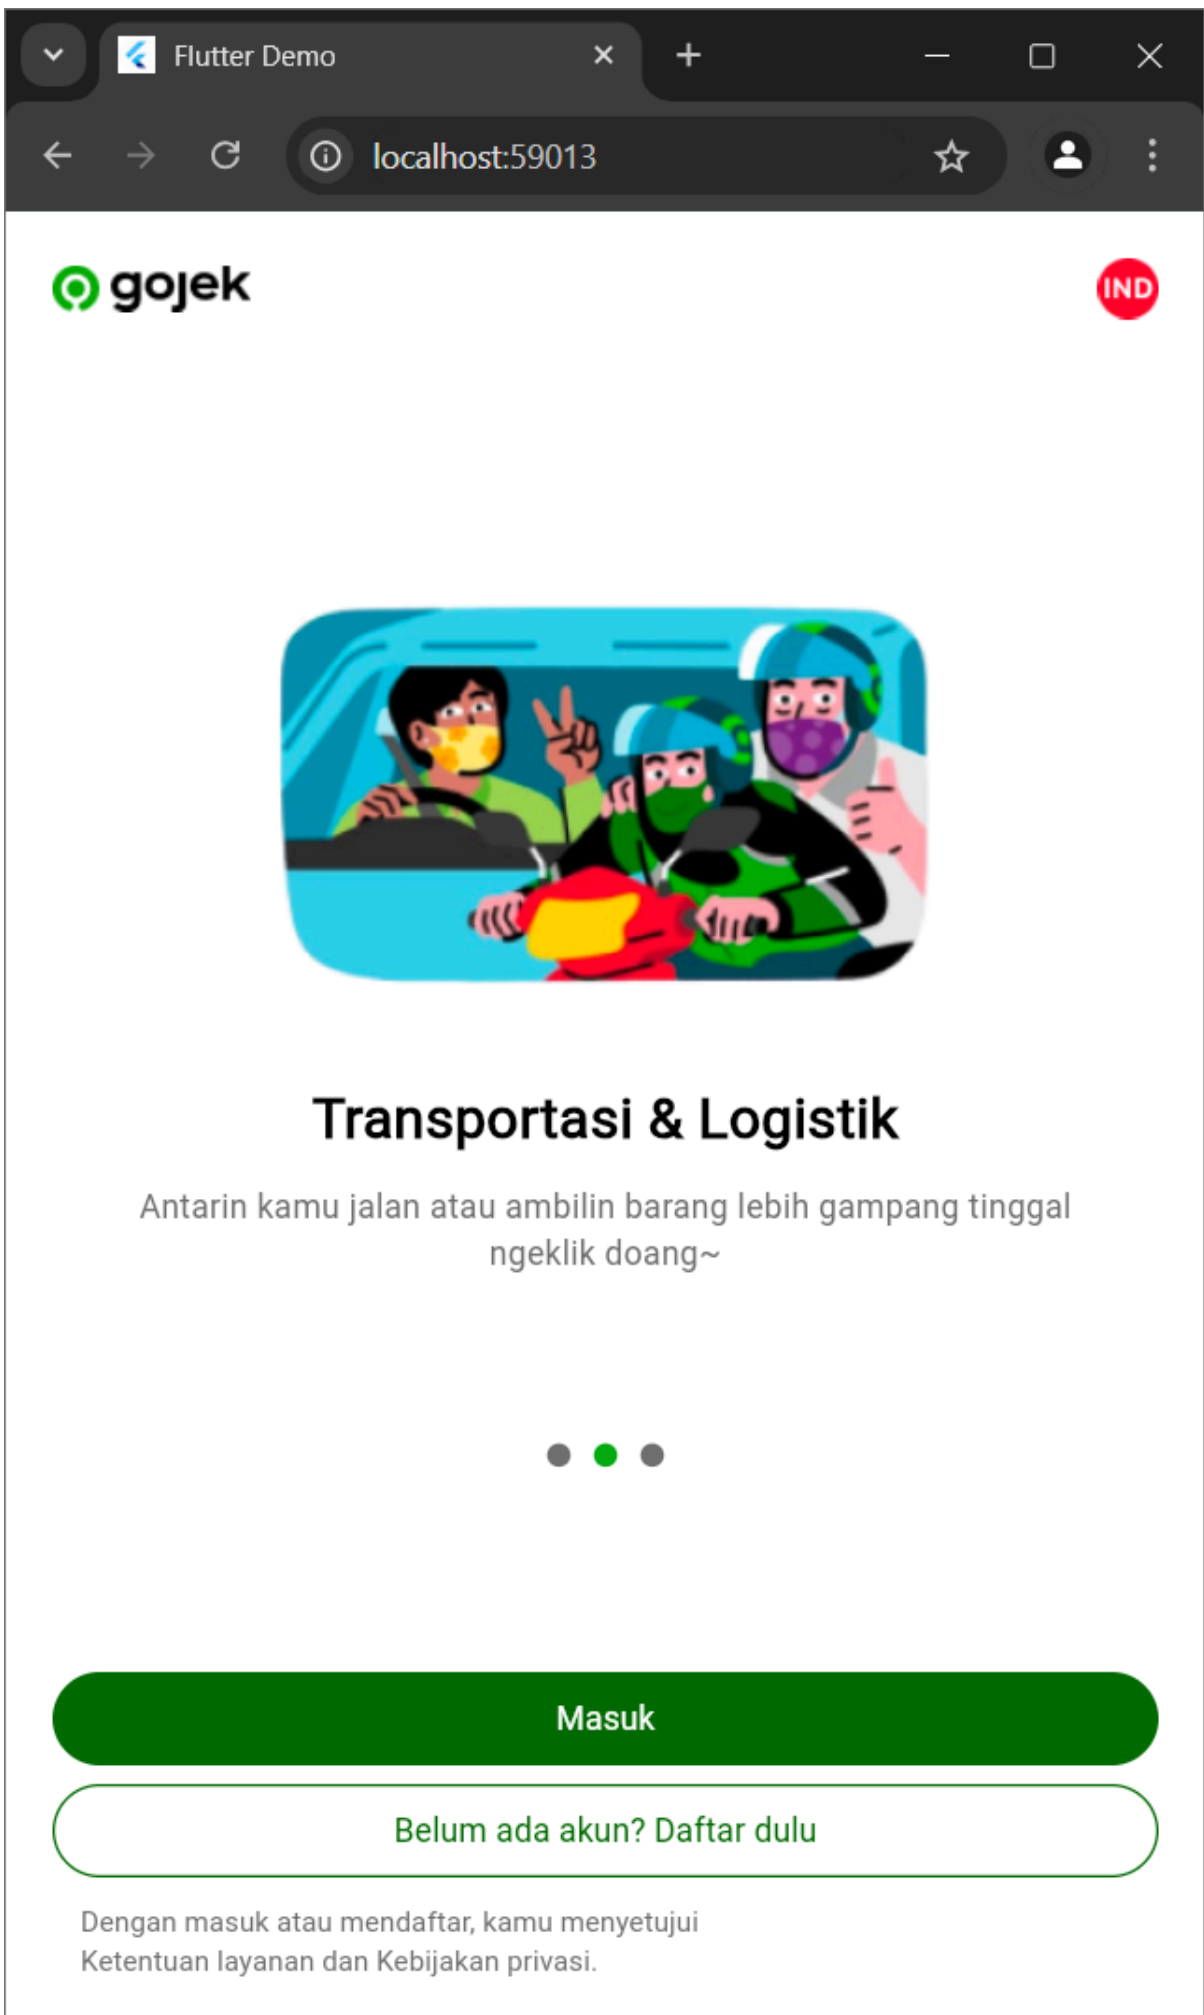 Flutter Demo
localhost:59013
gojek
IND
Transportasi & Logistik
Antarin kamu jalan atau ambilin barang lebih gampang tinggal
ngeklik doang~
Masuk
Belum ada akun? Daftar dulu
Dengan masuk atau mendaftar, kamu menyetujui
Ketentuan layanan dan Kebijakan privasi.